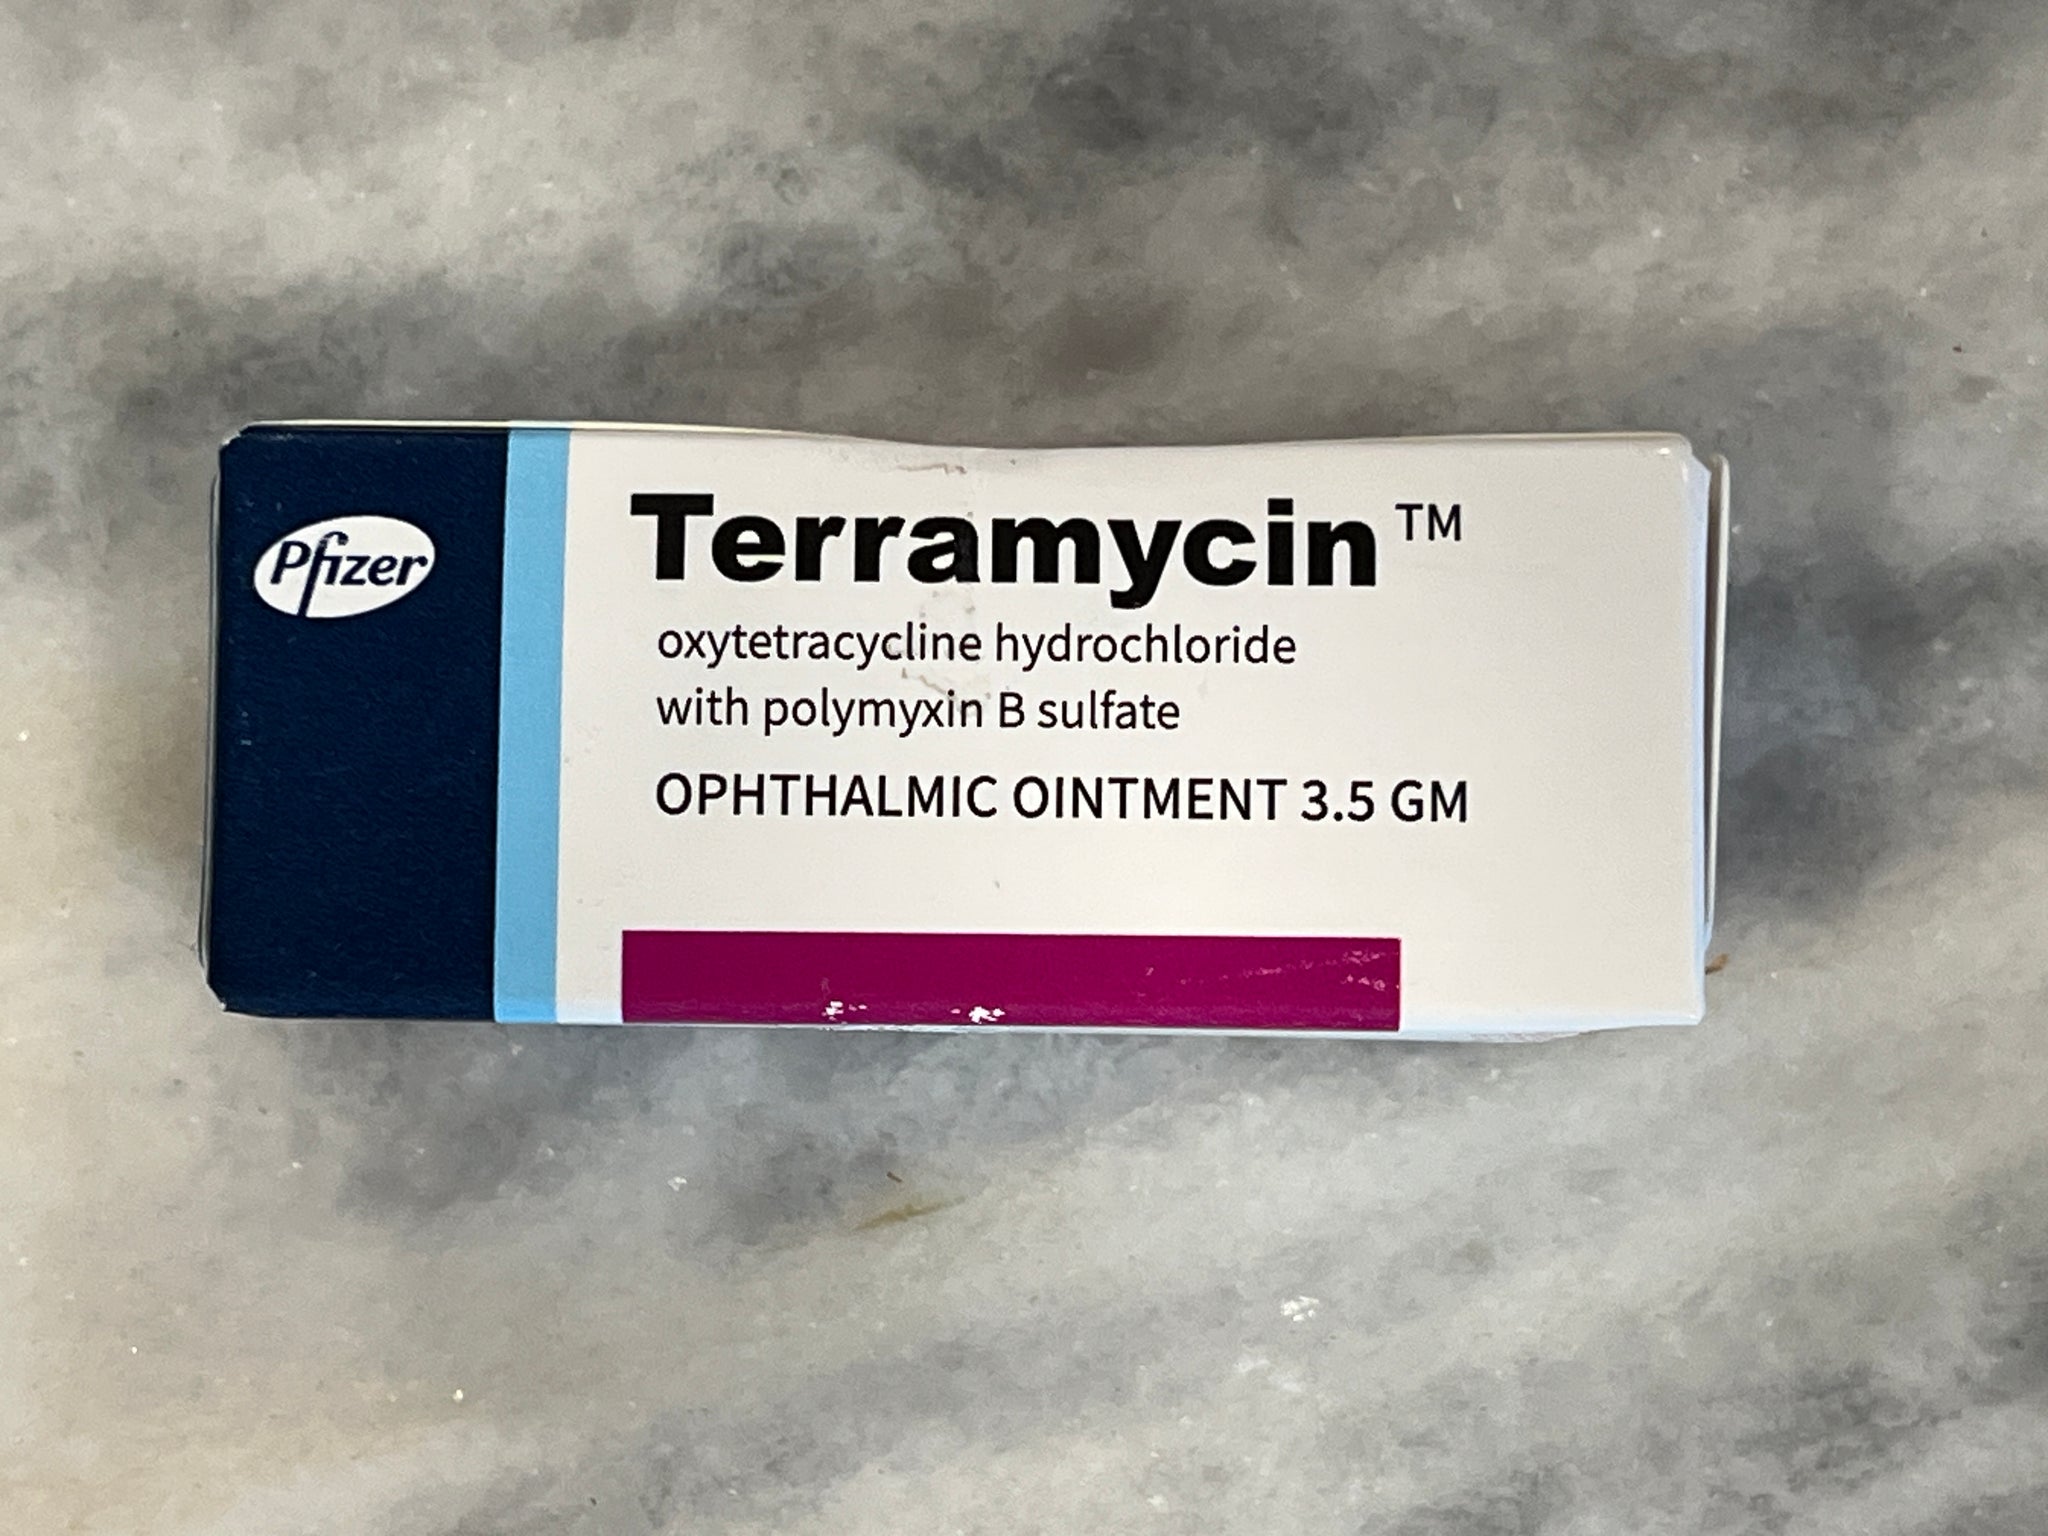 Pfizer
Terramycin™
oxytetracycline hydrochloride
with polymyxin B sulfate
OPHTHALMIC OINTMENT 3.5 GM